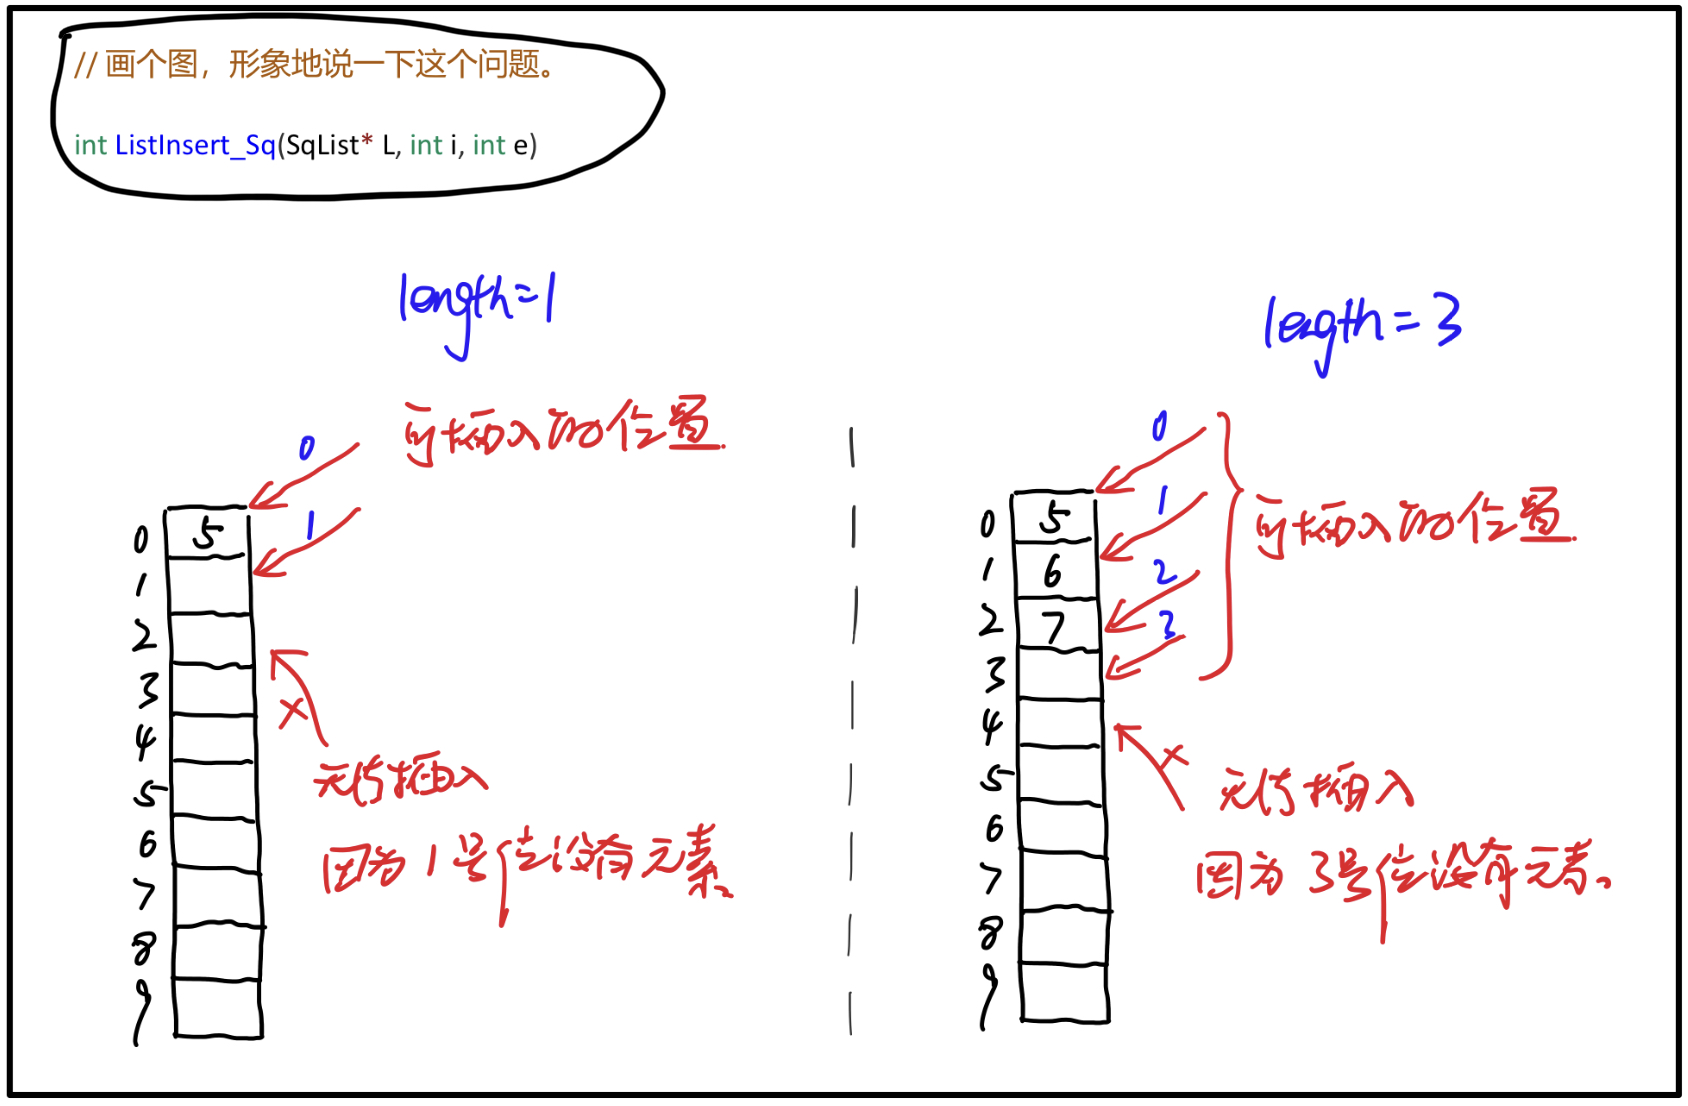 // 画个图，形象地说一下这个问题。
int ListInsert_Sq(SqList* L, int i, int e)
length=1
可插入的位置.
0
1
0 5
1
2
3
4
5
6
7
8
9
×
无法插入
因为1号位没有元素。
length=3
0
1
2
3
可插入的位置.
0 5
1 6
2 7
3
4
5
6
7
8
9
×
无法插入
因为3号位没有元素。